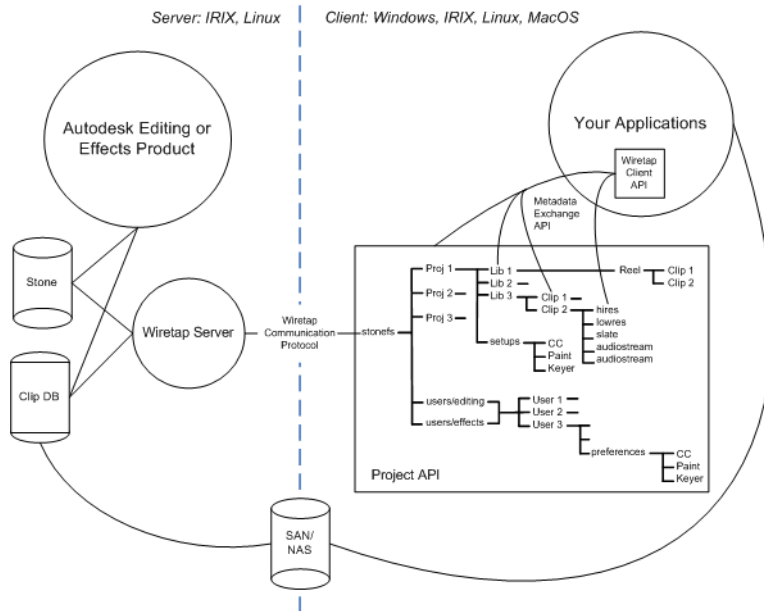 Server: IRIX, Linux
Client: Windows, IRIX, Linux, MacOS
Autodesk Editing or
Effects Product
Your Applications
Wiretap
Client
API
Metadata
Exchange
API
Stone
Clip DB
Wiretap Server
Wiretap
Communication
Protocol
stonefs
Proj 1
Proj 2
Proj 3
Lib 1
Lib 2
Lib 3
Reel
Clip 1
Clip 2
Clip 1
Clip 2
hires
lowres
slate
audiostream
audiostream
setups
CC
Paint
Keyer
users/editing
users/effects
User 1
User 2
User 3
preferences
CC
Paint
Keyer
Project API
SAN/
NAS